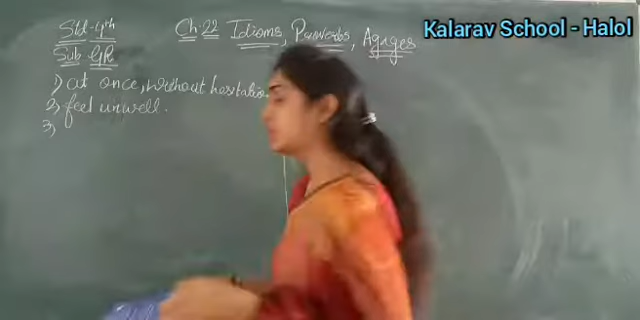 Std-4th
Ch:22 Idioms, Proverbs, Adages
Kalarav School - Halol
Sub GR
1) at once, without hesitation
2) feel unwell.
3)